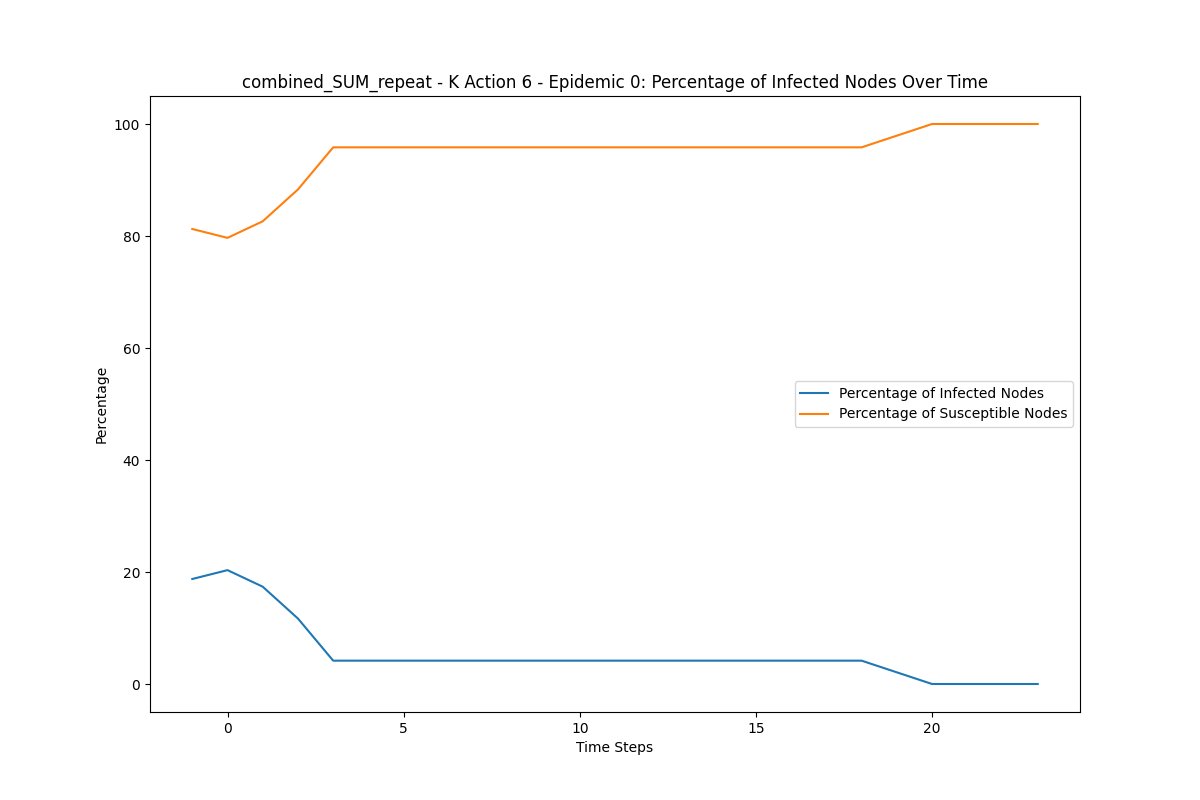 combined_SUM_repeat - K Action 6 - Epidemic 0: Percentage of Infected Nodes Over Time
100
80
60
40
20
0
Percentage
Percentage of Infected Nodes
Percentage of Susceptible Nodes
0 5 10 15 20
Time Steps